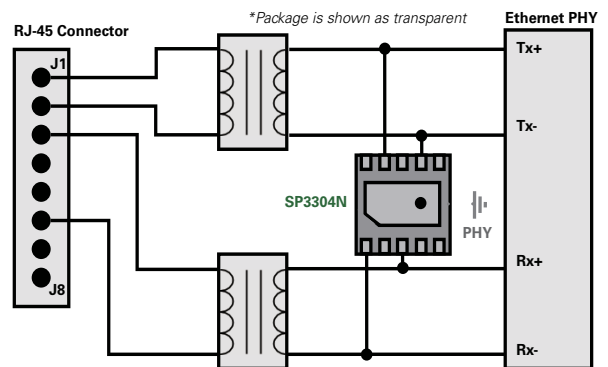 *Package is shown as transparent
Ethernet PHY
RJ-45 Connector
J1
Tx+
Tx-
SP3304N
PHY
Rx+
J8
Rx-